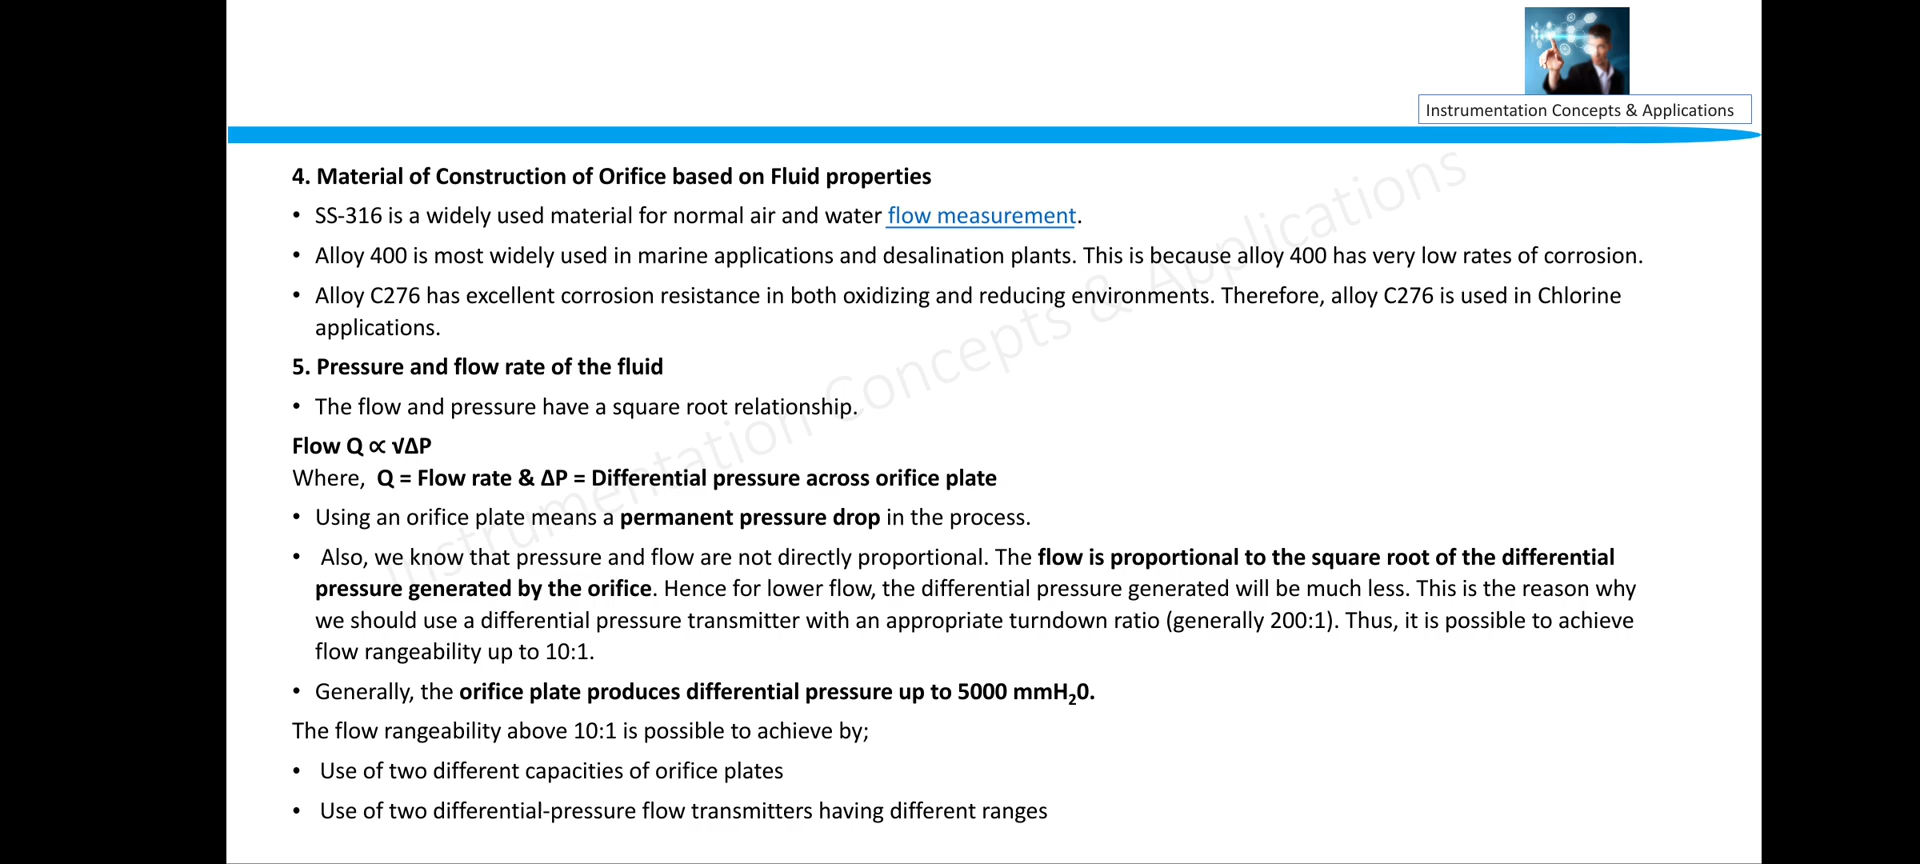 Instrumentation Concepts & Applications
4. Material of Construction of Orifice based on Fluid properties
• SS-316 is a widely used material for normal air and water flow measurement.
• Alloy 400 is most widely used in marine applications and desalination plants. This is because alloy 400 has very low rates of corrosion.
• Alloy C276 has excellent corrosion resistance in both oxidizing and reducing environments. Therefore, alloy C276 is used in Chlorine
applications.
5. Pressure and flow rate of the fluid
• The flow and pressure have a square root relationship.
Flow Q ∝ √ΔP
Where,  Q = Flow rate & ΔP = Differential pressure across orifice plate
• Using an orifice plate means a permanent pressure drop in the process.
• Also, we know that pressure and flow are not directly proportional. The flow is proportional to the square root of the differential
pressure generated by the orifice. Hence for lower flow, the differential pressure generated will be much less. This is the reason why
we should use a differential pressure transmitter with an appropriate turndown ratio (generally 200:1). Thus, it is possible to achieve
flow rangeability up to 10:1.
• Generally, the orifice plate produces differential pressure up to 5000 mmH₂0.
The flow rangeability above 10:1 is possible to achieve by;
• Use of two different capacities of orifice plates
• Use of two differential-pressure flow transmitters having different ranges
Instrumentation Concepts & Applications